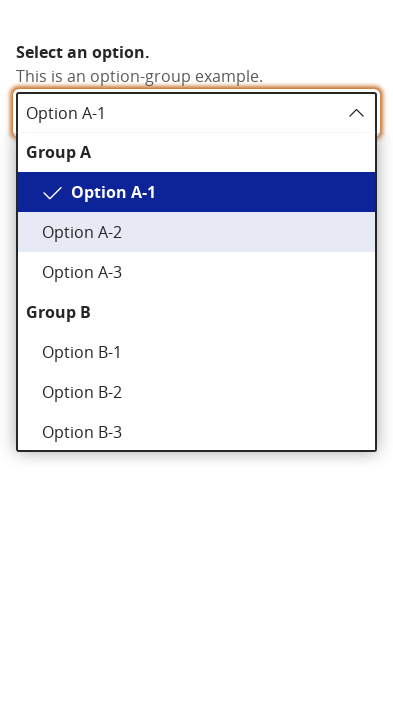 Select an option.
This is an option-group example.
Option A-1
Group A
Option A-1
Option A-2
Option A-3
Group B
Option B-1
Option B-2
Option B-3